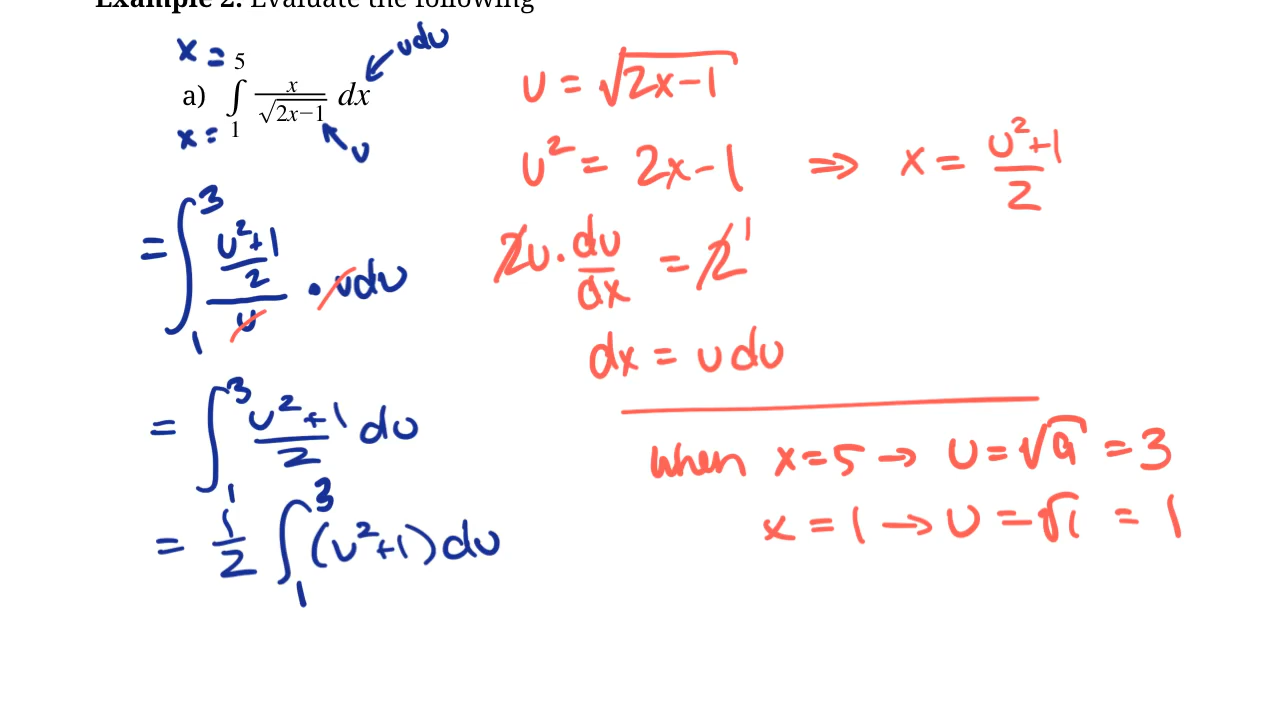 Example 2: Evaluate the following
x = 5
udu
a) ∫ x/√(2x−1) dx
x = 1
u
= ∫₁³ ((u²+1)/2)/u · udu
= ∫₁³ (u²+1)/2 du
= 1/2 ∫₁³ (u²+1) du
u = √(2x−1)
u² = 2x−1 ⇒ x = (u²+1)/2
2u · du/dx = 2 1
dx = u du
when x=5 → u=√9 = 3
x = 1 → u = √1 = 1